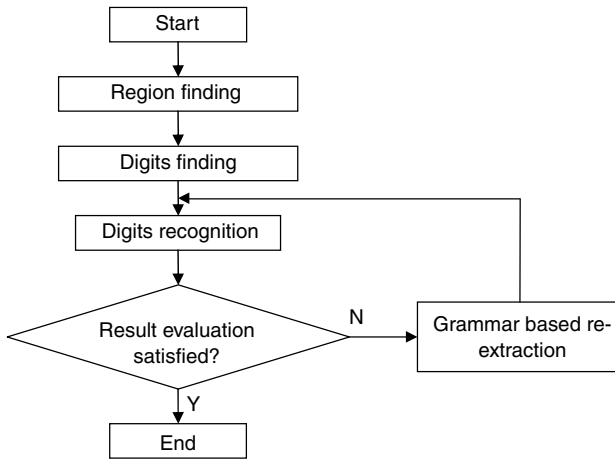 Start
Region finding
Digits finding
Digits recognition
Result evaluation
satisfied?
N
Grammar based re-
extraction
Y
End